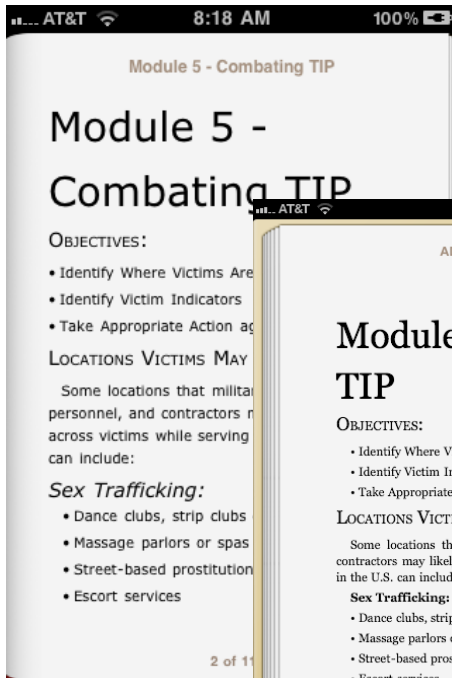 AT&T 8:18 AM 100%
Module 5 - Combating TIP
Module 5 -
Combating TIP
OBJECTIVES:
• Identify Where Victims Are
• Identify Victim Indicators
• Take Appropriate Action ag
LOCATIONS VICTIMS MAY
Some locations that milita
personnel, and contractors
across victims while serving
can include:
Sex Trafficking:
• Dance clubs, strip clubs
• Massage parlors or spas
• Street-based prostitution
• Escort services
2 of 11
AT&T
Module
TIP
OBJECTIVES:
• Identify Where V
• Identify Victim I
• Take Appropriate
LOCATIONS VICT
Some locations th
contractors may likel
in the U.S. can includ
Sex Trafficking:
• Dance clubs, strip
• Massage parlors
• Street-based pros
• Escort services